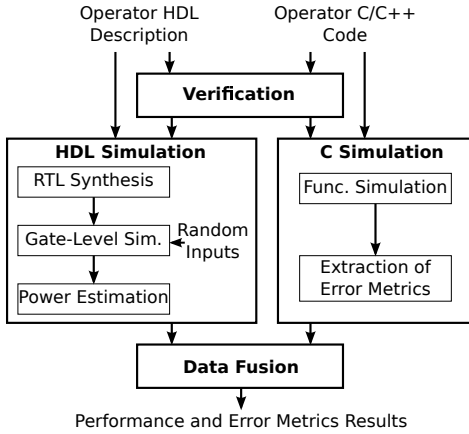 Operator HDL
Description
Operator C/C++
Code
Verification
HDL Simulation
RTL Synthesis
Gate-Level Sim.
Random
Inputs
Power Estimation
C Simulation
Func. Simulation
Extraction of
Error Metrics
Data Fusion
Performance and Error Metrics Results